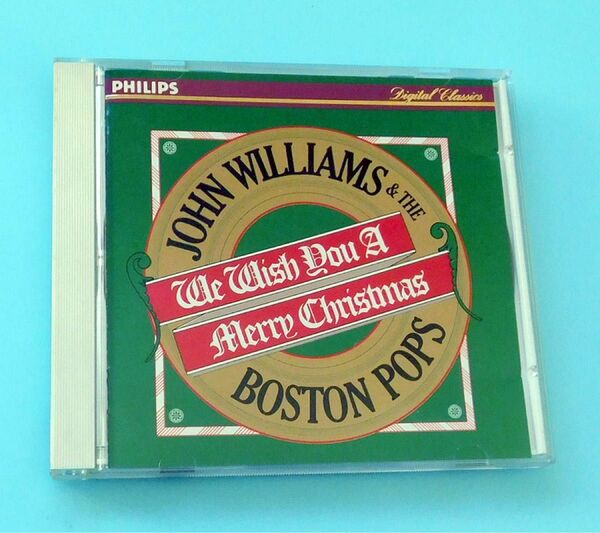 PHILIPS
Digital Classics
JOHN WILLIAMS & THE
We Wish You A
Merry Christmas
BOSTON POPS